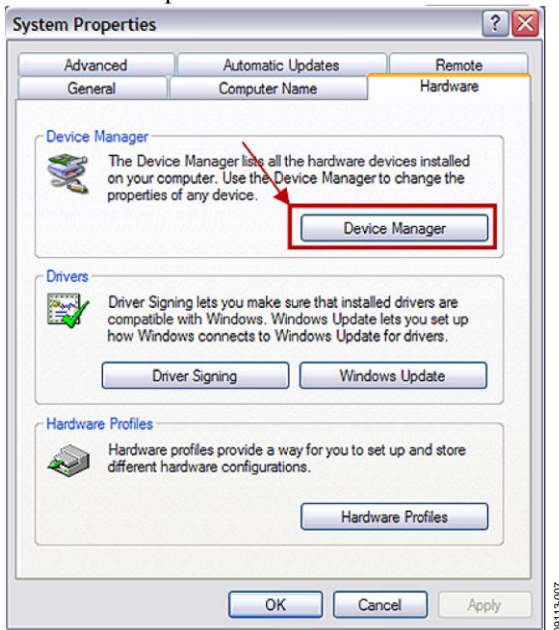 System Properties
?
X
Advanced
Automatic Updates
Remote
General
Computer Name
Hardware
Device Manager
The Device Manager lists all the hardware devices installed
on your computer. Use the Device Manager to change the
properties of any device.
Device Manager
Drivers
Driver Signing lets you make sure that installed drivers are
compatible with Windows. Windows Update lets you set up
how Windows connects to Windows Update for drivers.
Driver Signing
Windows Update
Hardware Profiles
Hardware profiles provide a way for you to set up and store
different hardware configurations.
Hardware Profiles
OK
Cancel
Apply